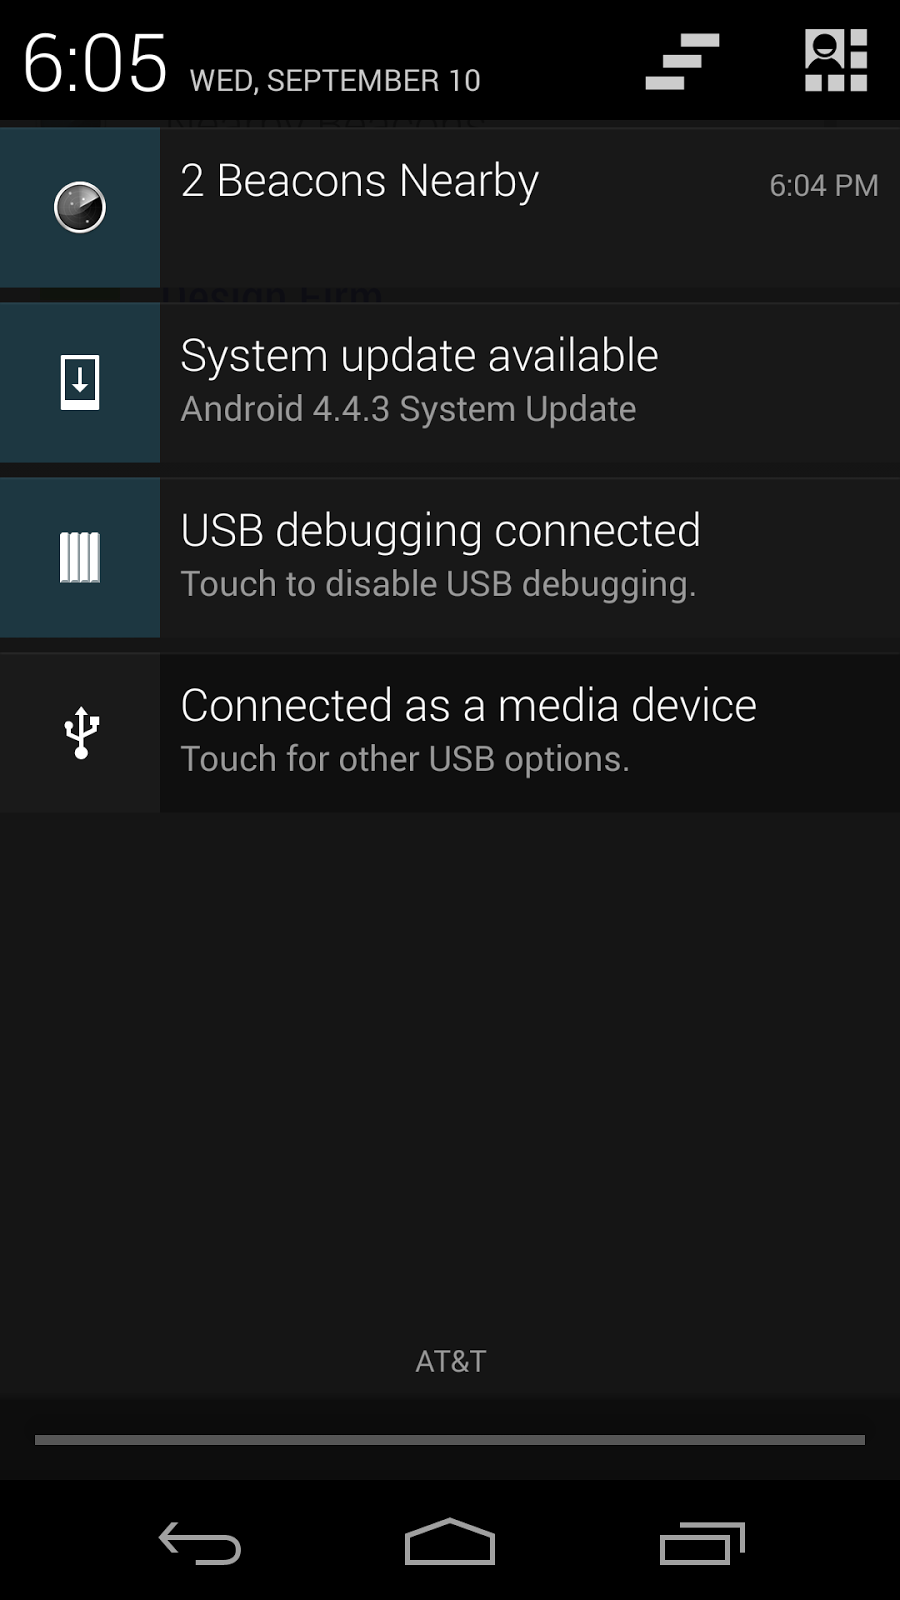 6:05 WED, SEPTEMBER 10
2 Beacons Nearby 6:04 PM
Design Firm
System update available
Android 4.4.3 System Update
USB debugging connected
Touch to disable USB debugging.
Connected as a media device
Touch for other USB options.
AT&T